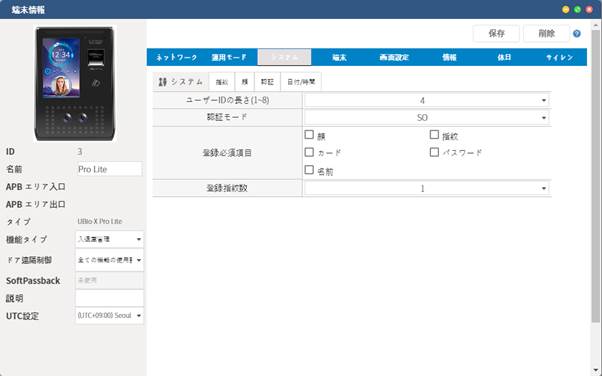 端末情報
保存
削除
ネットワーク
運用モード
システム
端末
画面設定
情報
休日
サイレン
システム
指紋
顔
認証
日付/時間
ユーザーIDの長さ(1~8)
4
認証モード
SO
登録必須項目
顔
指紋
カード
パスワード
名前
登録指紋数
1
ID
3
名前
Pro Lite
APB エリア入口
APB エリア出口
タイプ
UBio-X Pro Lite
機能タイプ
入退室管理
ドア遠隔制御
全ての機能の使用
SoftPassback
未使用
説明
UTC設定
(UTC+09:00) Seoul